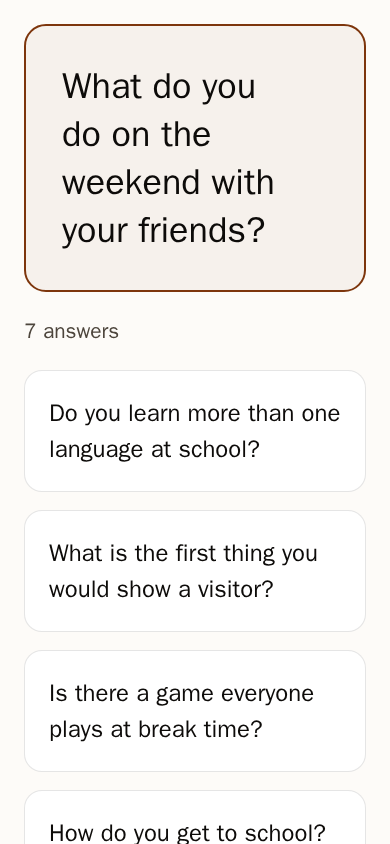 What do you
do on the
weekend with
your friends?
7 answers
Do you learn more than one
language at school?
What is the first thing you
would show a visitor?
Is there a game everyone
plays at break time?
How do you get to school?